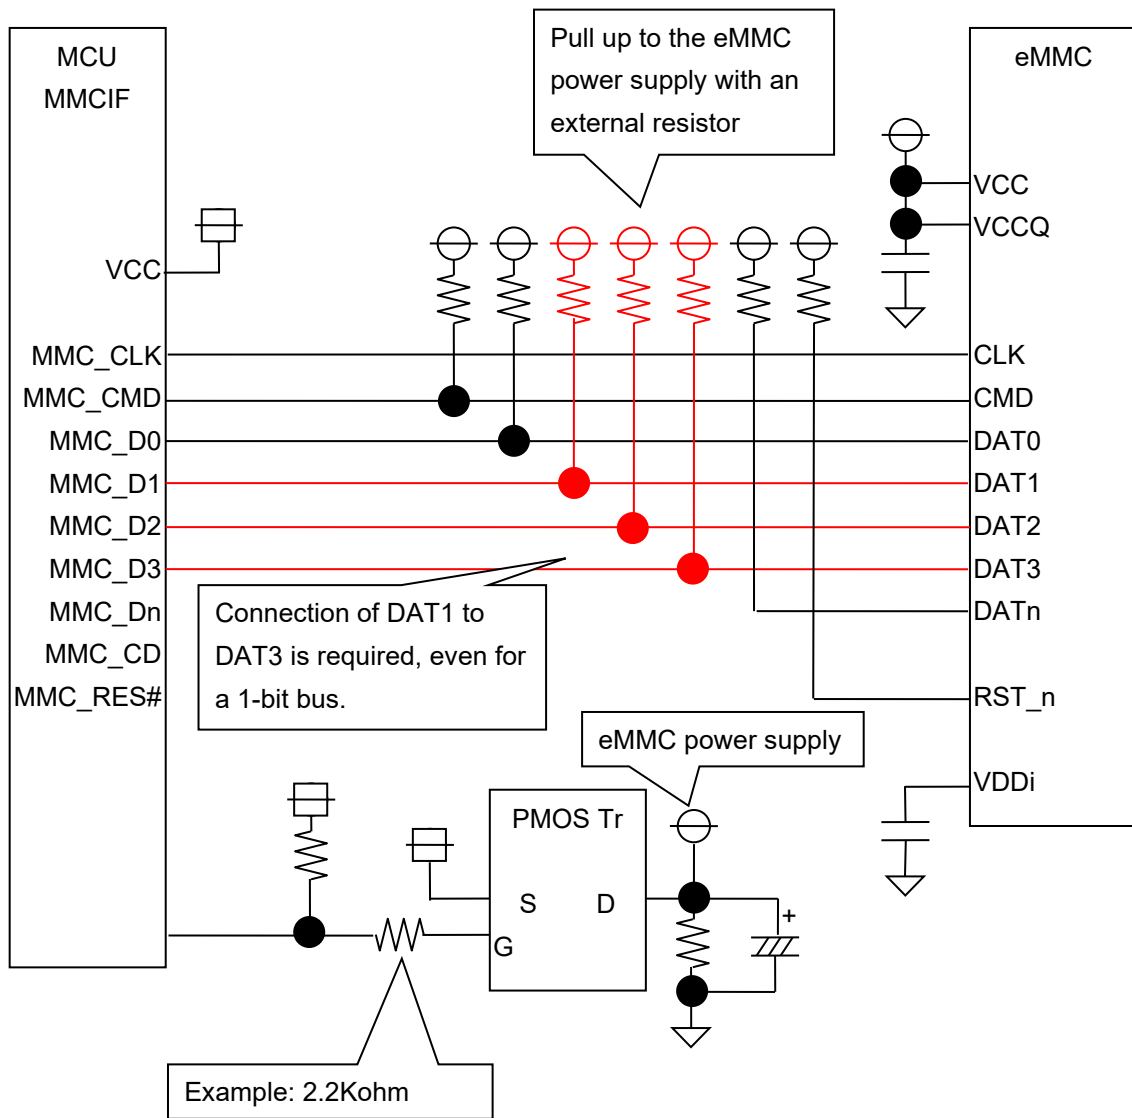 MCU
MMCIF
Pull up to the eMMC
power supply with an
external resistor
eMMC
VCC
VCCQ
VCC
MMC_CLK
MMC_CMD
MMC_D0
MMC_D1
MMC_D2
MMC_D3
MMC_Dn
MMC_CD
MMC_RES#
CLK
CMD
DAT0
DAT1
DAT2
DAT3
DATn
RST_n
VDDi
Connection of DAT1 to
DAT3 is required, even for
a 1-bit bus.
eMMC power supply
PMOS Tr
S
D
G
+
Example: 2.2Kohm